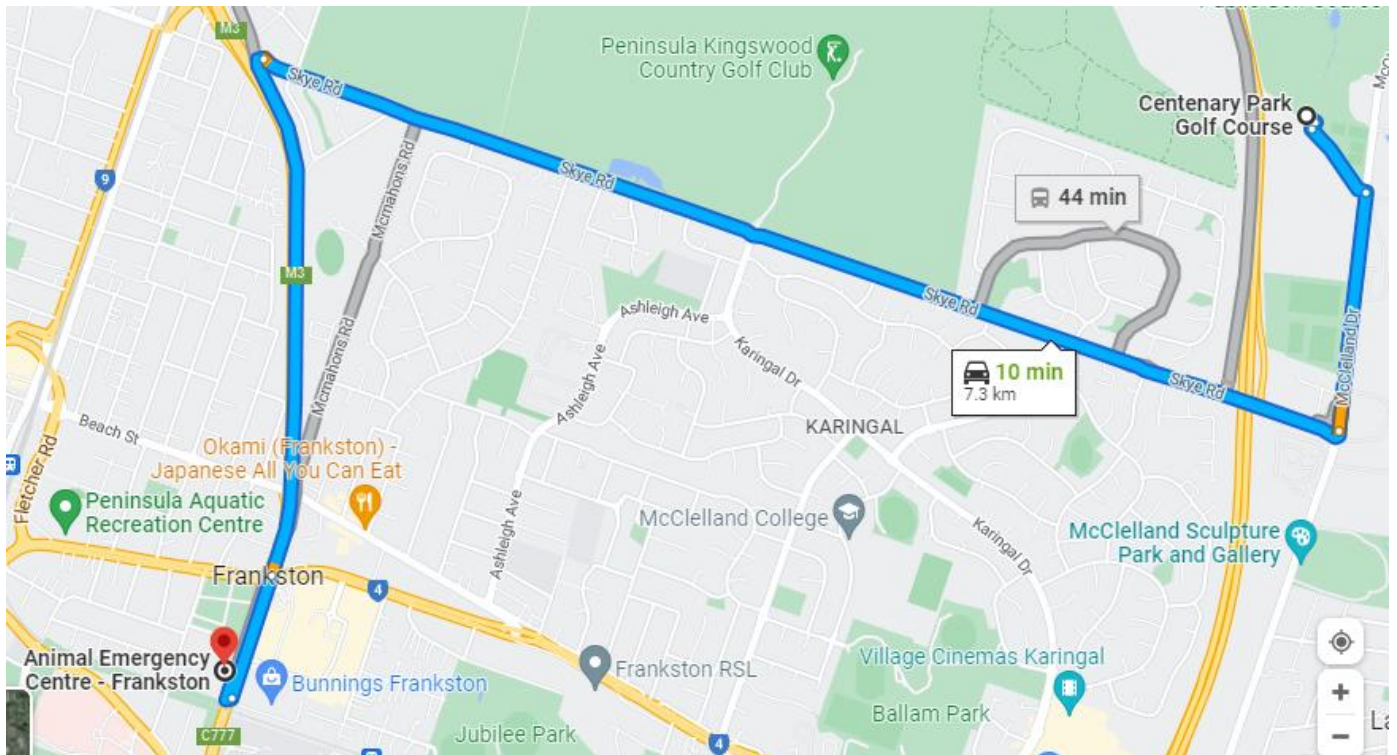 M3
Skye Rd
Peninsula Kingswood
Country Golf Club
Centenary Park
Golf Course
9
Mcmahons Rd
Skye Rd
44 min
M3
Skye Rd
Ashleigh Ave
McClelland Dr
Mcmahons Rd
Karingal Dr
10 min
7.3 km
Skye Rd
Ashleigh Ave
Beach St
KARINGAL
Okami (Frankston) -
Japanese All You Can Eat
Fletcher Rd
Peninsula Aquatic
Recreation Centre
McClelland College
Ashleigh Ave
Karingal Dr
McClelland Sculpture
Park and Gallery
Frankston
4
Animal Emergency
Centre - Frankston
Bunnings Frankston
Frankston RSL
Village Cinemas Karingal
Ballam Park
C777
Jubilee Park
4
+
−